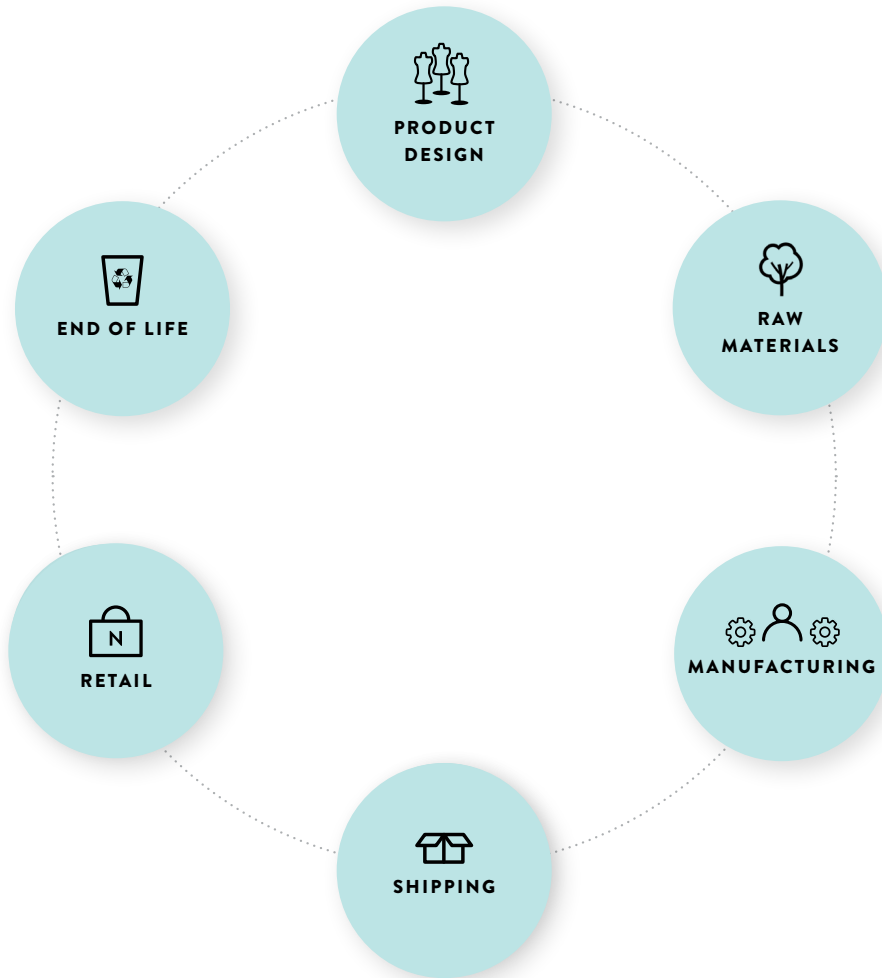 PRODUCT
DESIGN
RAW
MATERIALS
MANUFACTURING
SHIPPING
N
RETAIL
END OF LIFE